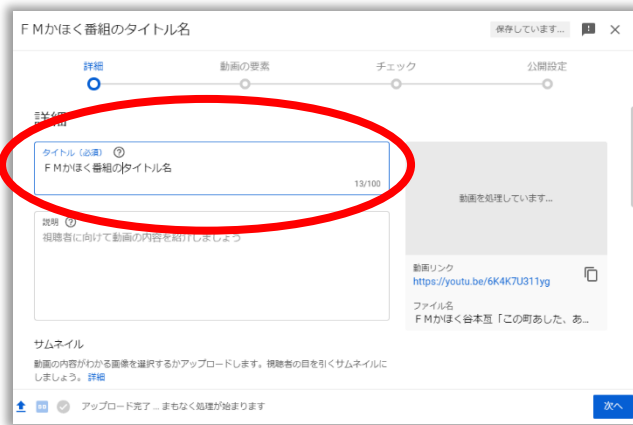 ＦＭかほく番組のタイトル名
保存しています...
詳細
動画の要素
チェック
公開設定
詳細
タイトル（必須）
ＦＭかほく番組のタイトル名
13/100
動画を処理しています...
説明
視聴者に向けて動画の内容を紹介しましょう
動画リンク
https://youtu.be/6K4K7U311yg
ファイル名
ＦＭかほく谷本亙「この町あした、あ...
サムネイル
動画の内容がわかる画像を選択するかアップロードします。視聴者の目を引くサムネイルに
しましょう。 詳細
アップロード完了 ... まもなく処理が始まります
次へ